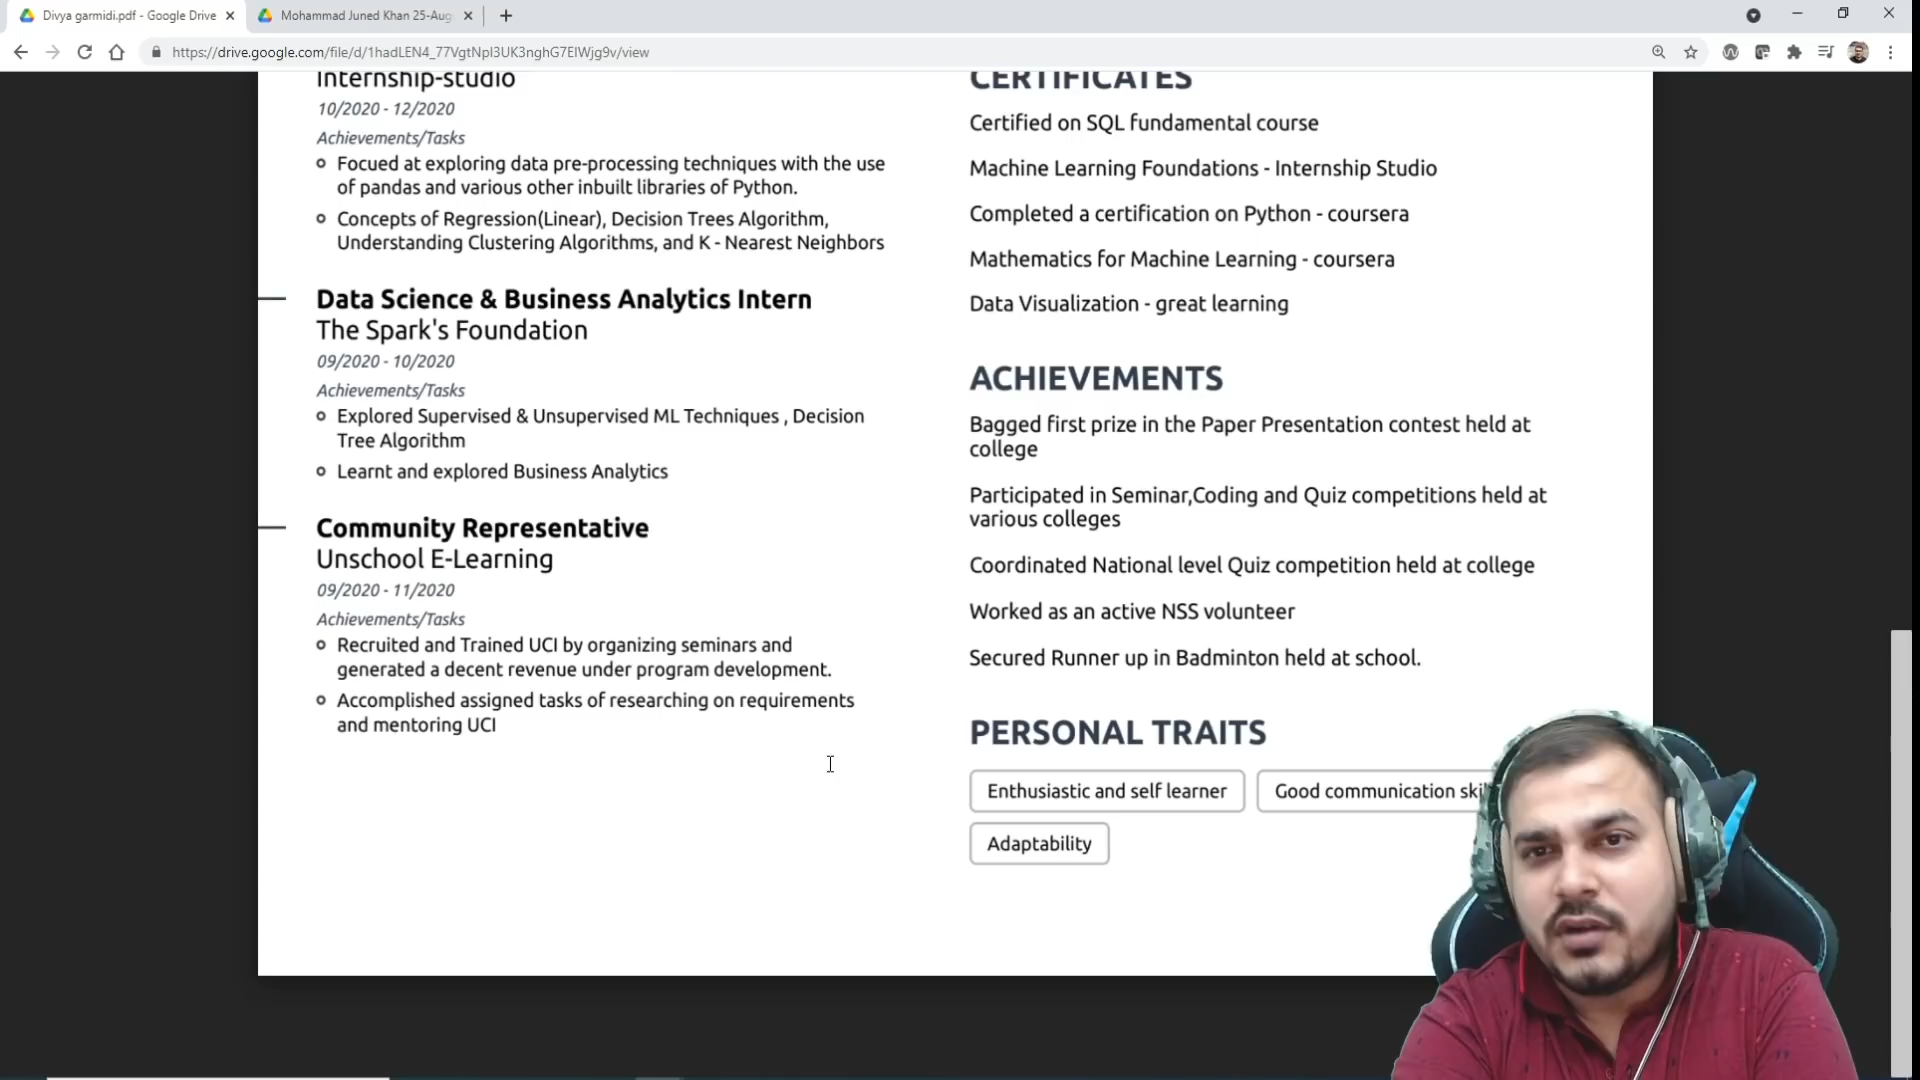 Divya garmidi.pdf - Google Drive
Mohammad Juned Khan 25-Aug
https://drive.google.com/file/d/1hadLEN4_77VgtNpI3UK3nghG7EIWjg9v/view
Internship-studio
10/2020 - 12/2020
Achievements/Tasks
Focued at exploring data pre-processing techniques with the use
of pandas and various other inbuilt libraries of Python.
Concepts of Regression(Linear), Decision Trees Algorithm,
Understanding Clustering Algorithms, and K - Nearest Neighbors
Data Science & Business Analytics Intern
The Spark's Foundation
09/2020 - 10/2020
Achievements/Tasks
Explored Supervised & Unsupervised ML Techniques , Decision
Tree Algorithm
Learnt and explored Business Analytics
Community Representative
Unschool E-Learning
09/2020 - 11/2020
Achievements/Tasks
Recruited and Trained UCI by organizing seminars and
generated a decent revenue under program development.
Accomplished assigned tasks of researching on requirements
and mentoring UCI
CERTIFICATES
Certified on SQL fundamental course
Machine Learning Foundations - Internship Studio
Completed a certification on Python - coursera
Mathematics for Machine Learning - coursera
Data Visualization - great learning
ACHIEVEMENTS
Bagged first prize in the Paper Presentation contest held at
college
Participated in Seminar,Coding and Quiz competitions held at
various colleges
Coordinated National level Quiz competition held at college
Worked as an active NSS volunteer
Secured Runner up in Badminton held at school.
PERSONAL TRAITS
Enthusiastic and self learner
Good communication
Adaptability